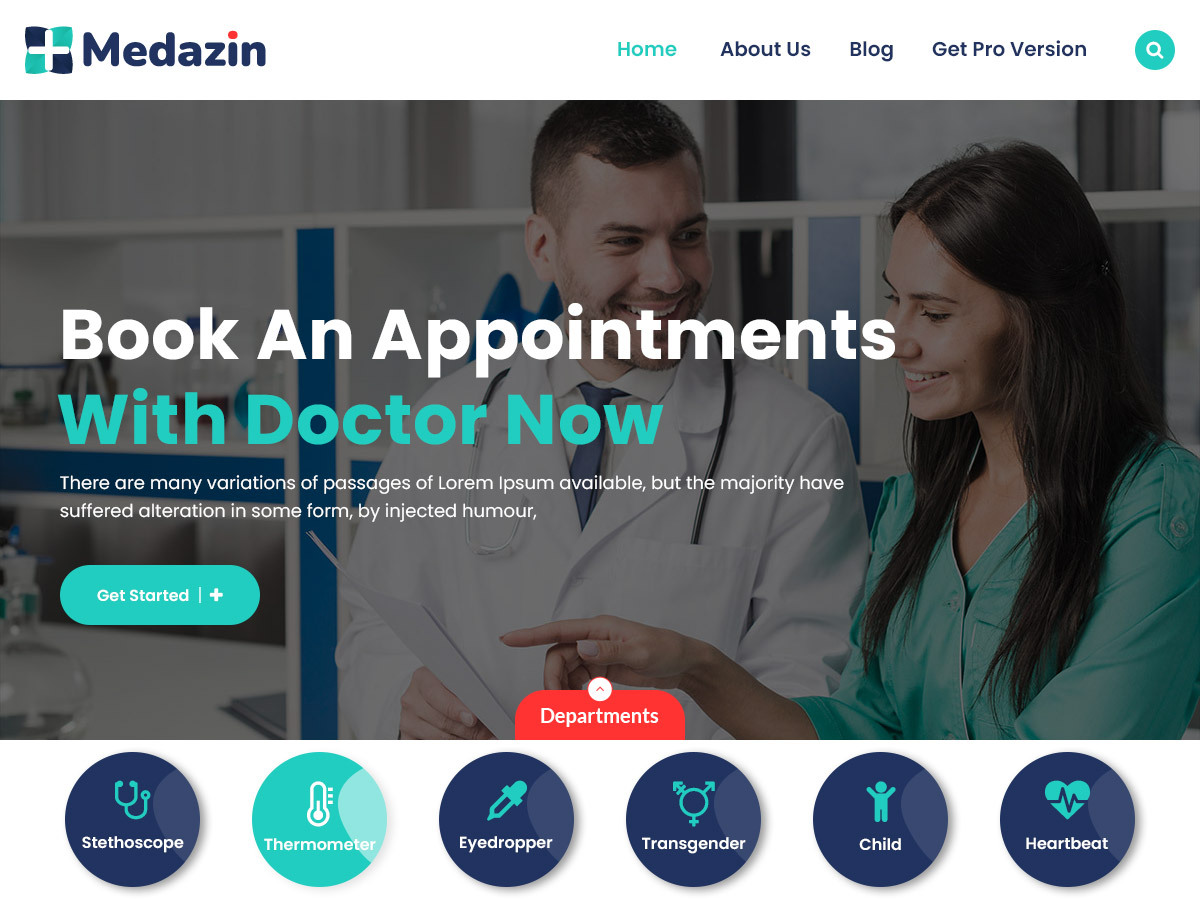 Medazin
Home About Us Blog Get Pro Version
Book An Appointments
With Doctor Now
There are many variations of passages of Lorem Ipsum available, but the majority have
suffered alteration in some form, by injected humour,
Get Started | +
Departments
Stethoscope Thermometer Eyedropper Transgender Child Heartbeat